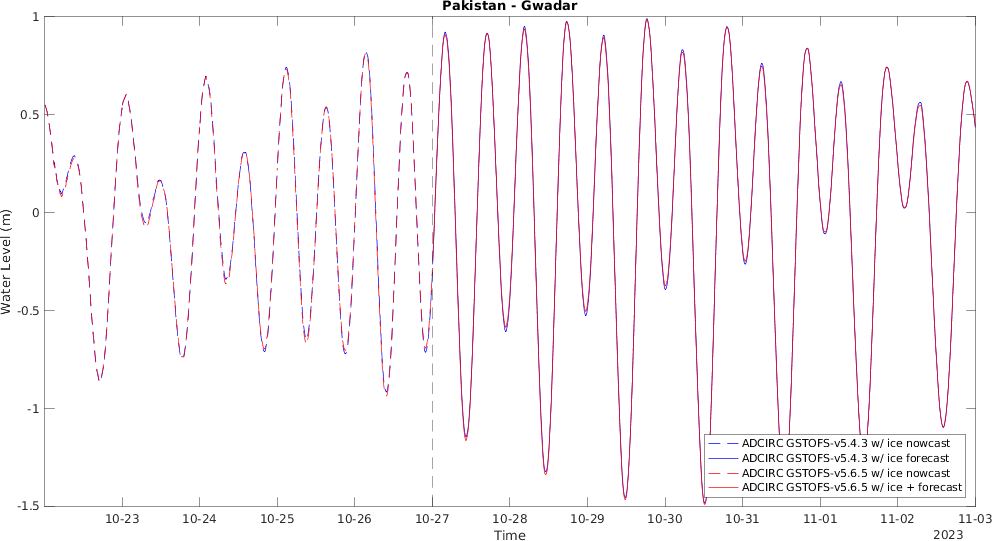 Pakistan - Gwadar
1
0.5
0
-0.5
-1
-1.5
Water Level (m)
ADCIRC GSTOFS-v5.4.3 w/ ice nowcast
ADCIRC GSTOFS-v5.4.3 w/ ice forecast
ADCIRC GSTOFS-v5.6.5 w/ ice nowcast
ADCIRC GSTOFS-v5.6.5 w/ ice + forecast
10-23 10-24 10-25 10-26 10-27 10-28 10-29 10-30 10-31 11-01 11-02 11-03
Time
2023